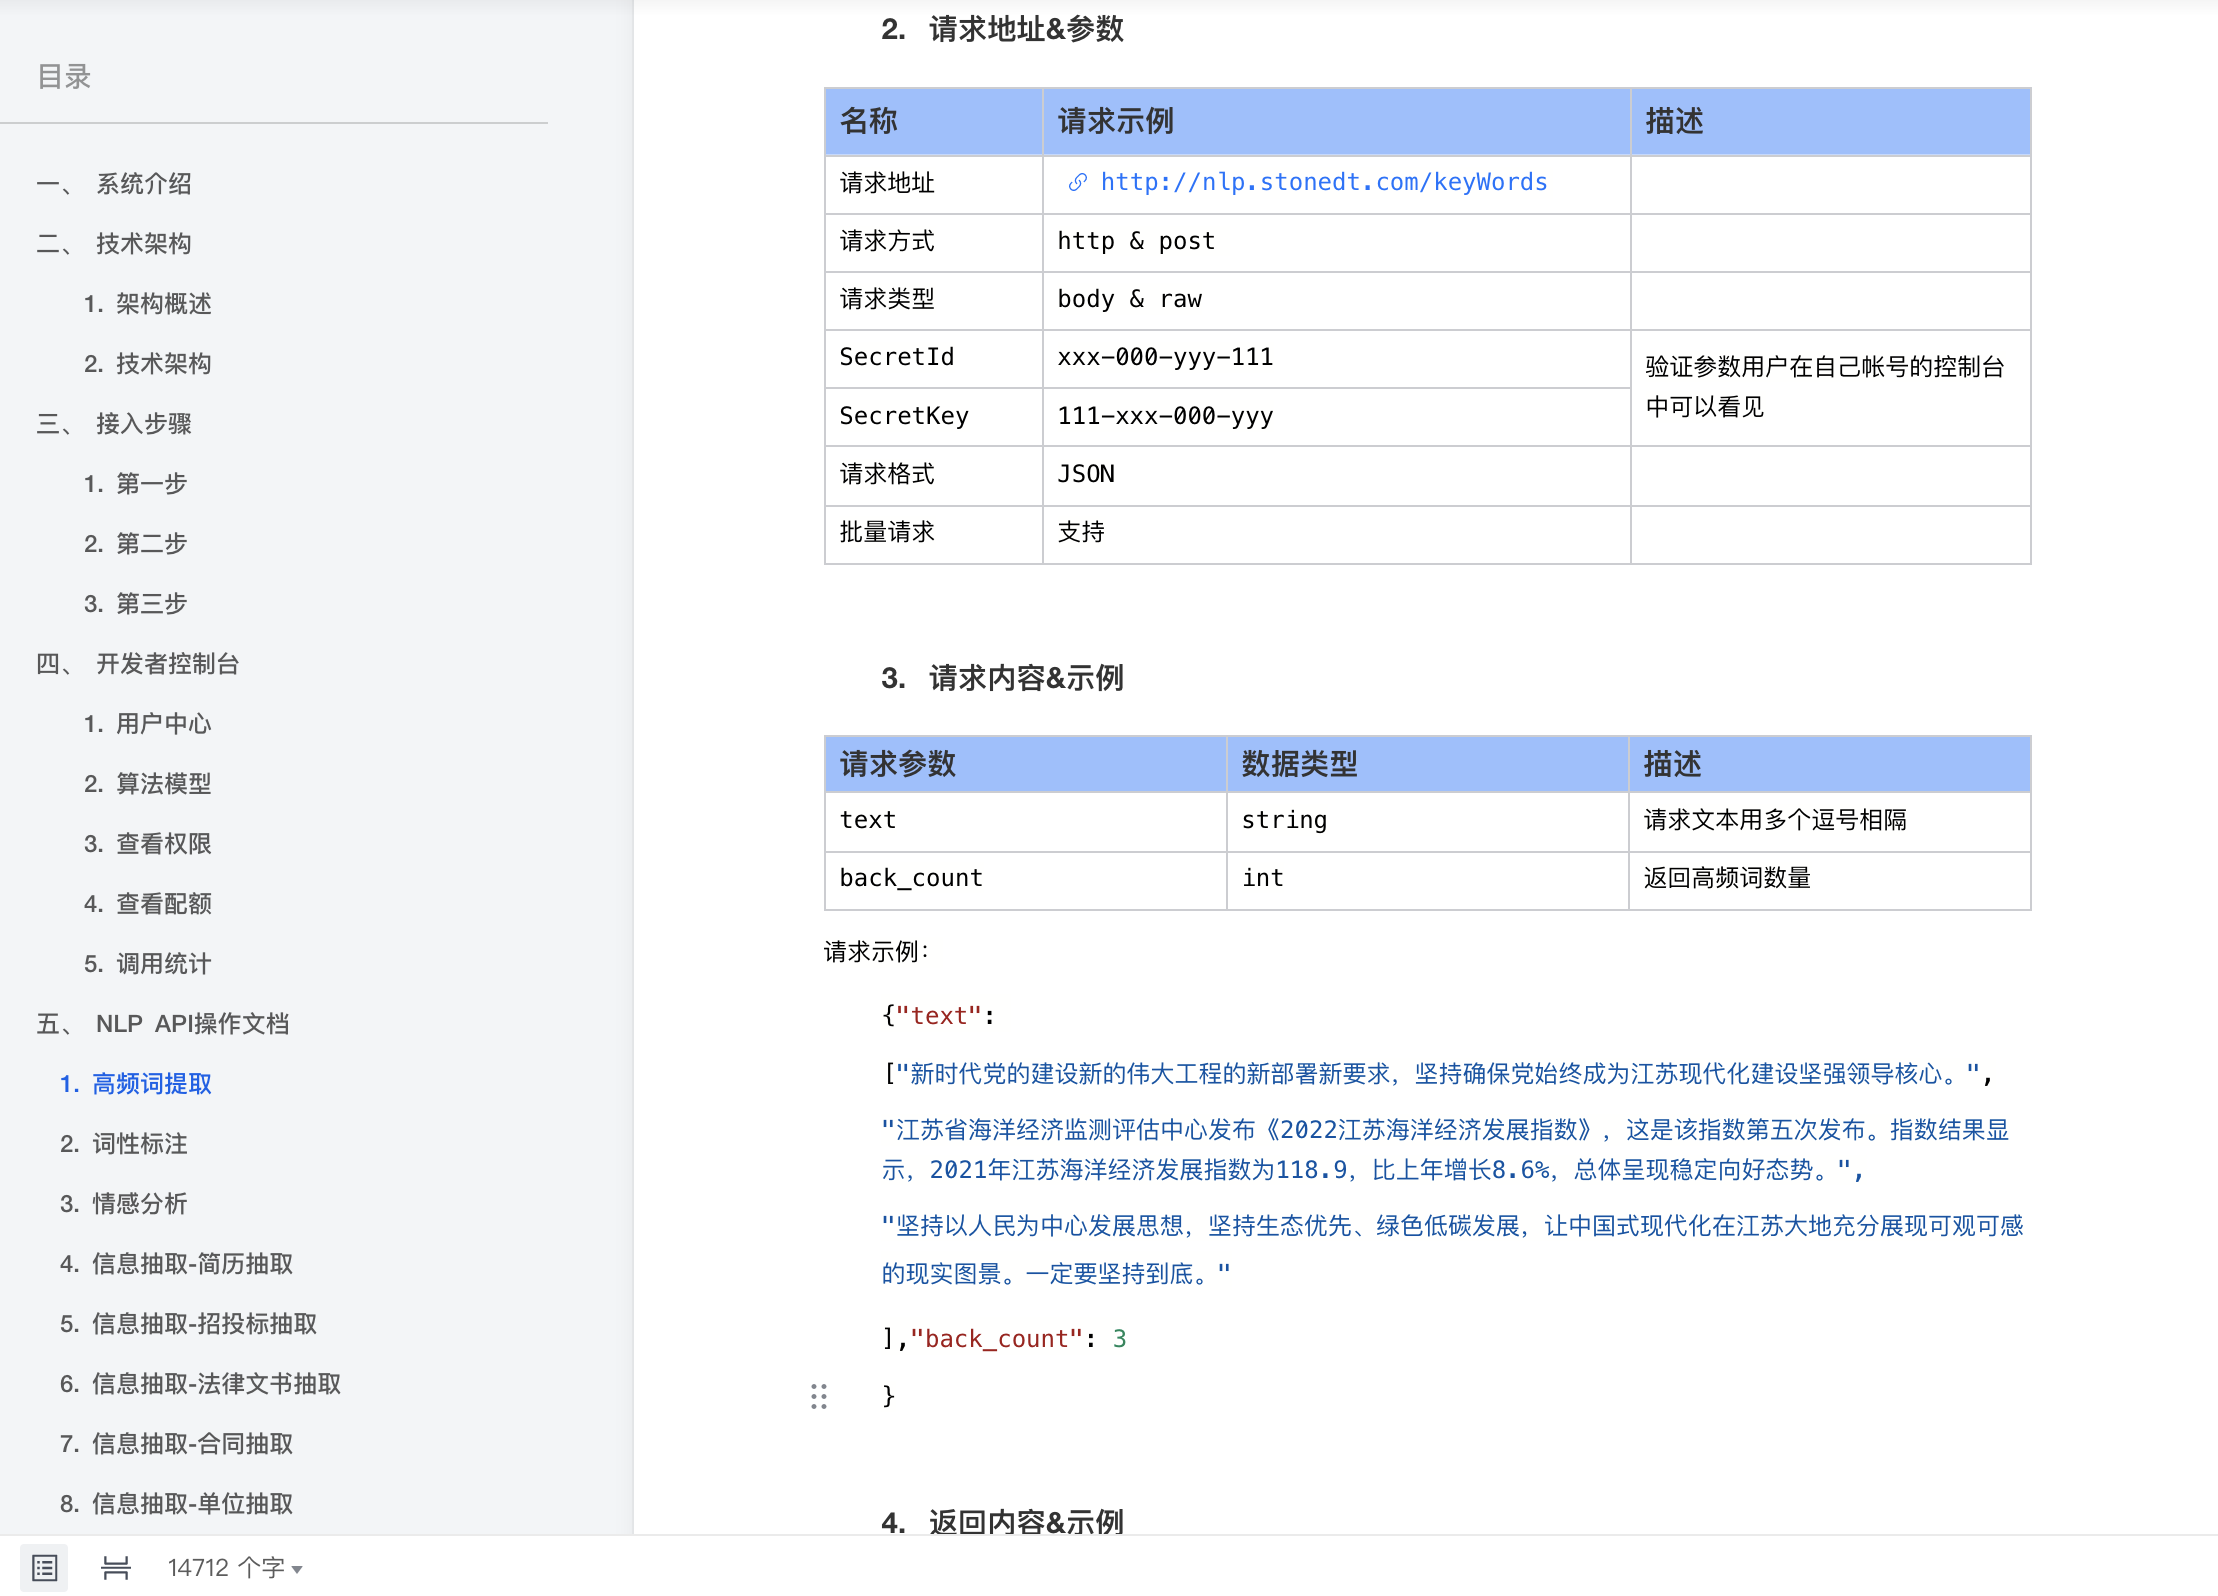 目录
一、 系统介绍
二、 技术架构
1. 架构概述
2. 技术架构
三、 接入步骤
1. 第一步
2. 第二步
3. 第三步
四、 开发者控制台
1. 用户中心
2. 算法模型
3. 查看权限
4. 查看配额
5. 调用统计
五、 NLP API操作文档
1. 高频词提取
2. 词性标注
3. 情感分析
4. 信息抽取-简历抽取
5. 信息抽取-招投标抽取
6. 信息抽取-法律文书抽取
7. 信息抽取-合同抽取
8. 信息抽取-单位抽取
14712 个字
2. 请求地址&参数
名称 请求示例 描述
请求地址 http://nlp.stonedt.com/keyWords
请求方式 http & post
请求类型 body & raw
SecretId xxx-000-yyy-111 验证参数用户在自己帐号的控制台
中可以看见
SecretKey 111-xxx-000-yyy
请求格式 JSON
批量请求 支持
3. 请求内容&示例
请求参数 数据类型 描述
text string 请求文本用多个逗号相隔
back_count int 返回高频词数量
请求示例：
{"text":
["新时代党的建设新的伟大工程的新部署新要求，坚持确保党始终成为江苏现代化建设坚强领导核心。",
"江苏省海洋经济监测评估中心发布《2022江苏海洋经济发展指数》，这是该指数第五次发布。指数结果显
示，2021年江苏海洋经济发展指数为118.9，比上年增长8.6%，总体呈现稳定向好态势。",
"坚持以人民为中心发展思想，坚持生态优先、绿色低碳发展，让中国式现代化在江苏大地充分展现可观可感
的现实图景。一定要坚持到底。"
],"back_count": 3
}
4. 返回内容&示例